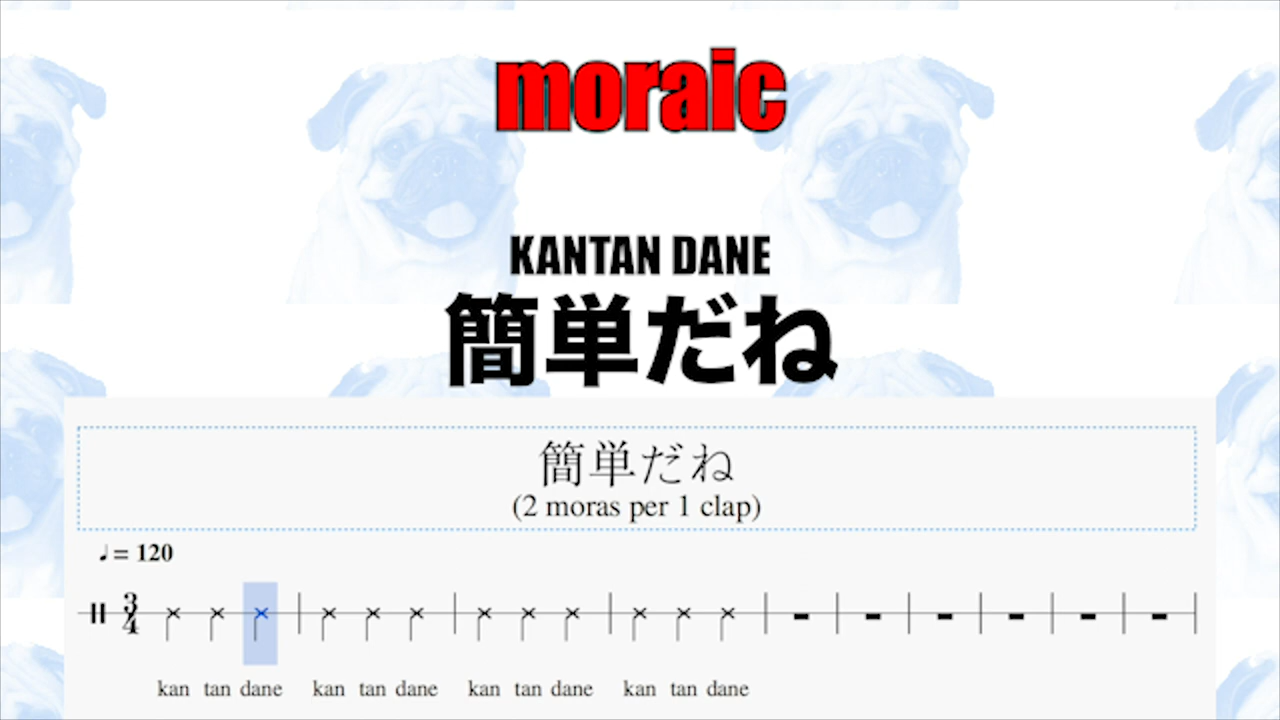 moraic
KANTAN DANE
簡単だね
簡単だね
(2 moras per 1 clap)
♩= 120
3
4
kan tan dane kan tan dane kan tan dane kan tan dane